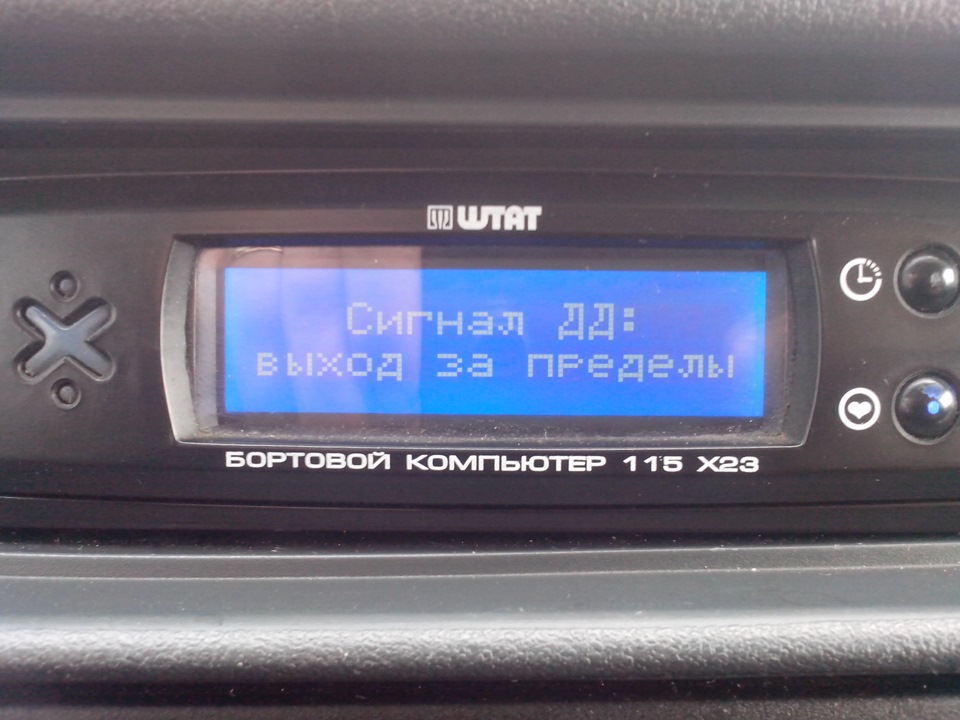 ШТАТ
Сигнал ДД:
выход за пределы
БОРТОВОЙ КОМПЬЮТЕР 115 X23